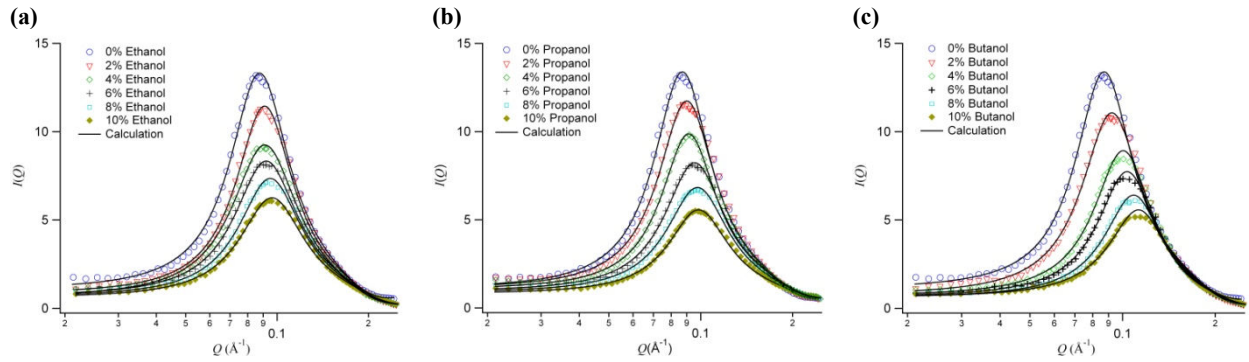 (a)
15
10
5
0
I(Q)
0% Ethanol
2% Ethanol
4% Ethanol
6% Ethanol
8% Ethanol
10% Ethanol
Calculation
2 3 4 5 6 7 8 9 0.1 2
Q (Å⁻¹)
(b)
15
10
5
0
I(Q)
0% Propanol
2% Propanol
4% Propanol
6% Propanol
8% Propanol
10% Propanol
Calculation
2 3 4 5 6 7 8 9 0.1 2
Q(Å⁻¹)
(c)
15
10
5
0
I(Q)
0% Butanol
2% Butanol
4% Butanol
6% Butanol
8% Butanol
10% Butanol
Calculation
2 3 4 5 6 7 8 9 0.1 2
Q (Å⁻¹)